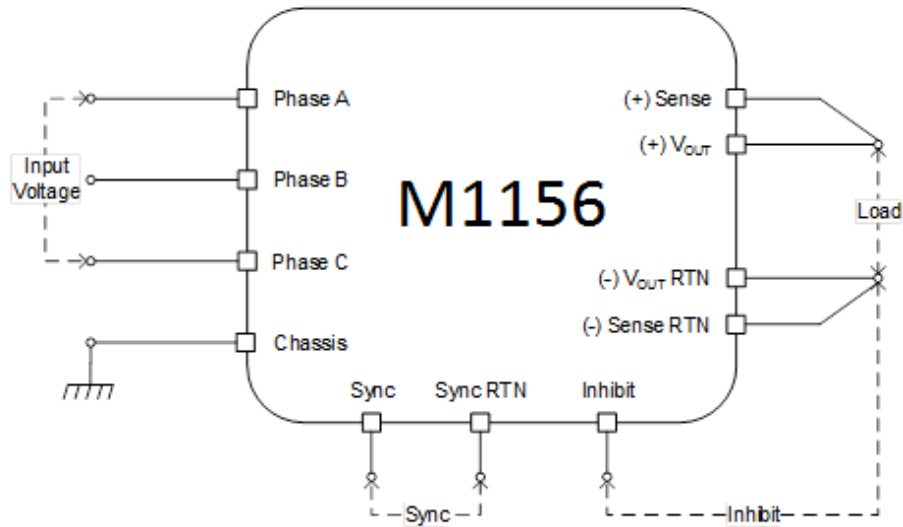 Phase A
(+) Sense
(+) VOUT
Input
Voltage
Phase B
M1156
Load
Phase C
(-) VOUT RTN
(-) Sense RTN
Chassis
Sync
Sync RTN
Inhibit
Sync
Inhibit